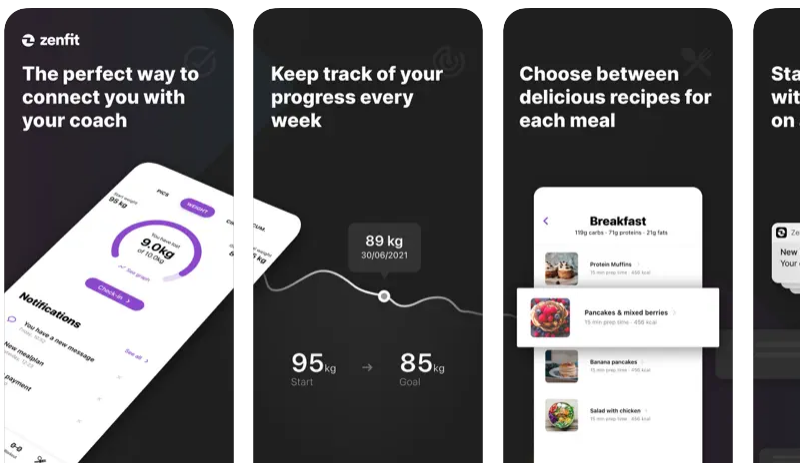 zenfit
The perfect way to
connect you with
your coach
PICS
WEIGHT
Start weight
95 kg
You have lost
9.0kg
of 10.0kg
See graph
Check-in
Notifications
You have a new message
See all
New mealplan
payment
Keep track of your
progress every
week
89 kg
30/06/2021
95kg
Start
85kg
Goal
Choose between
delicious recipes for
each meal
Breakfast
119g carbs · 71g proteins · 21g fats
Protein Muffins
15 min prep time · 456 kcal
Pancakes & mixed berries
15 min prep time · 456 kcal
Banana pancakes
15 min prep time · 456 kcal
Salad with chicken
15 min prep time · 456 kcal
Sta
wit
on
Ze
New
Your